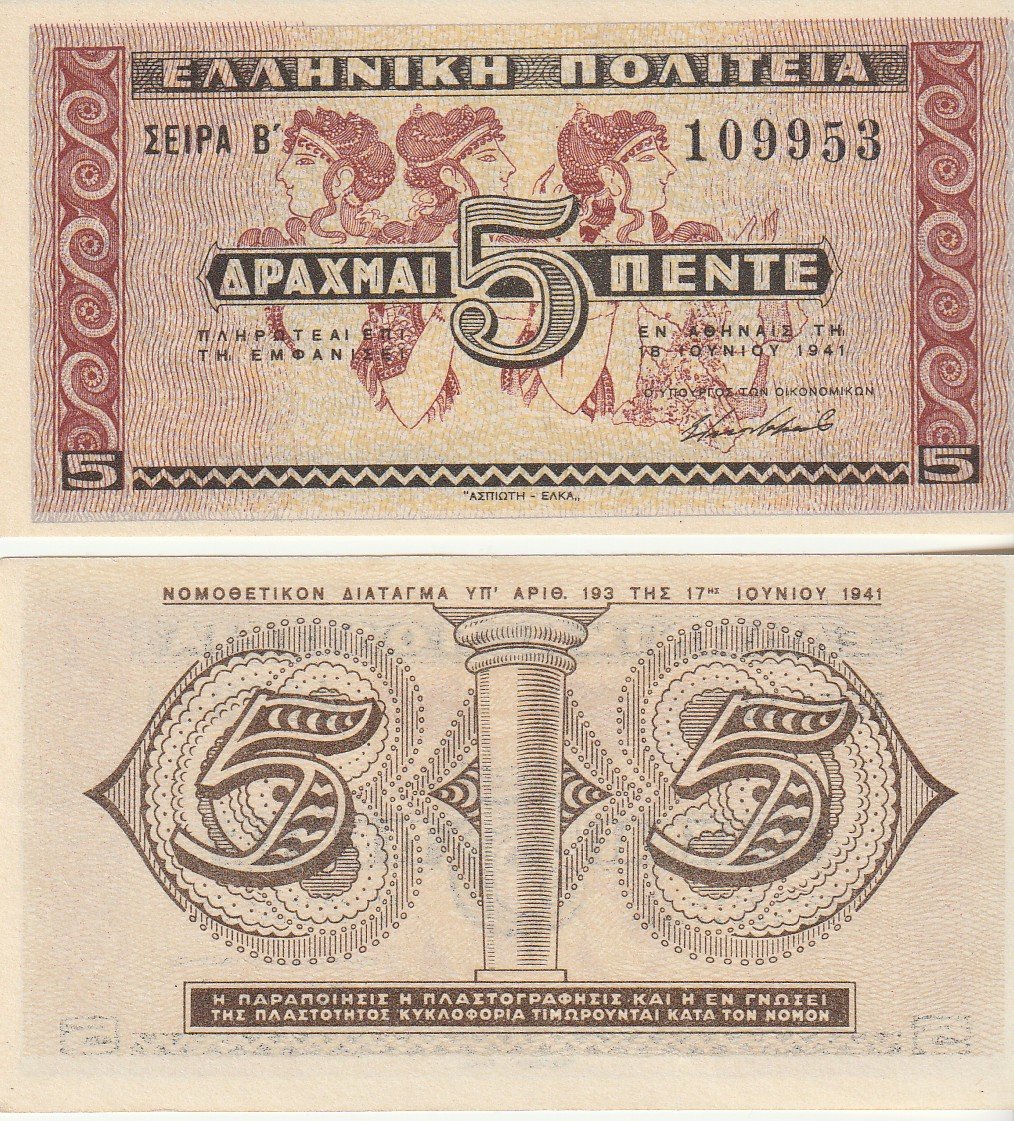 ΕΛΛΗΝΙΚΗ ΠΟΛΙΤΕΙΑ
ΣΕΙΡΑ Β΄ 109953
ΔΡΑΧΜΑΙ 5 ΠΕΝΤΕ
ΠΛΗΡΩΤΕΑΙ ΕΠΙ
ΤΗ ΕΜΦΑΝΙΣΕΙ
ΕΝ ΑΘΗΝΑΙΣ ΤΗ
18 ΙΟΥΝΙΟΥ 1941
Ο ΥΠΟΥΡΓΟΣ ΤΩΝ ΟΙΚΟΝΟΜΙΚΩΝ
5 5
"ΑΣΠΙΩΤΗ - ΕΛΚΑ„
ΝΟΜΟΘΕΤΙΚΟΝ ΔΙΑΤΑΓΜΑ ΥΠ' ΑΡΙΘ. 193 ΤΗΣ 17ΗΣ ΙΟΥΝΙΟΥ 1941
5 5
Η ΠΑΡΑΠΟΙΗΣΙΣ Η ΠΛΑΣΤΟΓΡΑΦΗΣΙΣ ΚΑΙ Η ΕΝ ΓΝΩΣΕΙ
ΤΗΣ ΠΛΑΣΤΟΤΗΤΟΣ ΚΥΚΛΟΦΟΡΙΑ ΤΙΜΩΡΟΥΝΤΑΙ ΚΑΤΑ ΤΟΝ ΝΟΜΟΝ